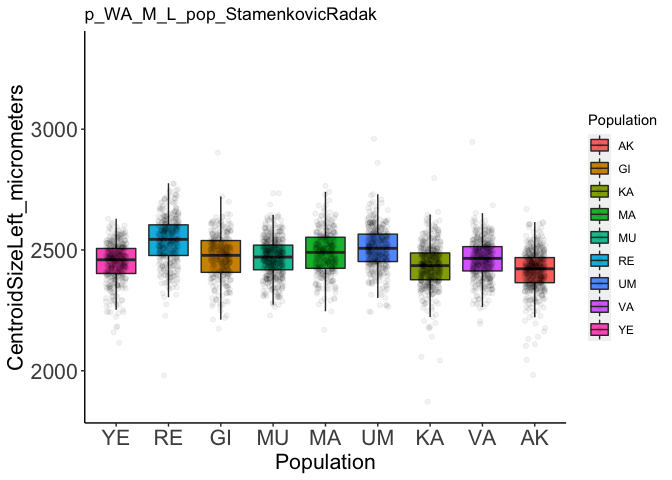 p_WA_M_L_pop_StamenkovicRadak
CentroidSizeLeft_micrometers
3000
2500
2000
YE RE GI MU MA UM KA VA AK
Population
Population
AK
GI
KA
MA
MU
RE
UM
VA
YE